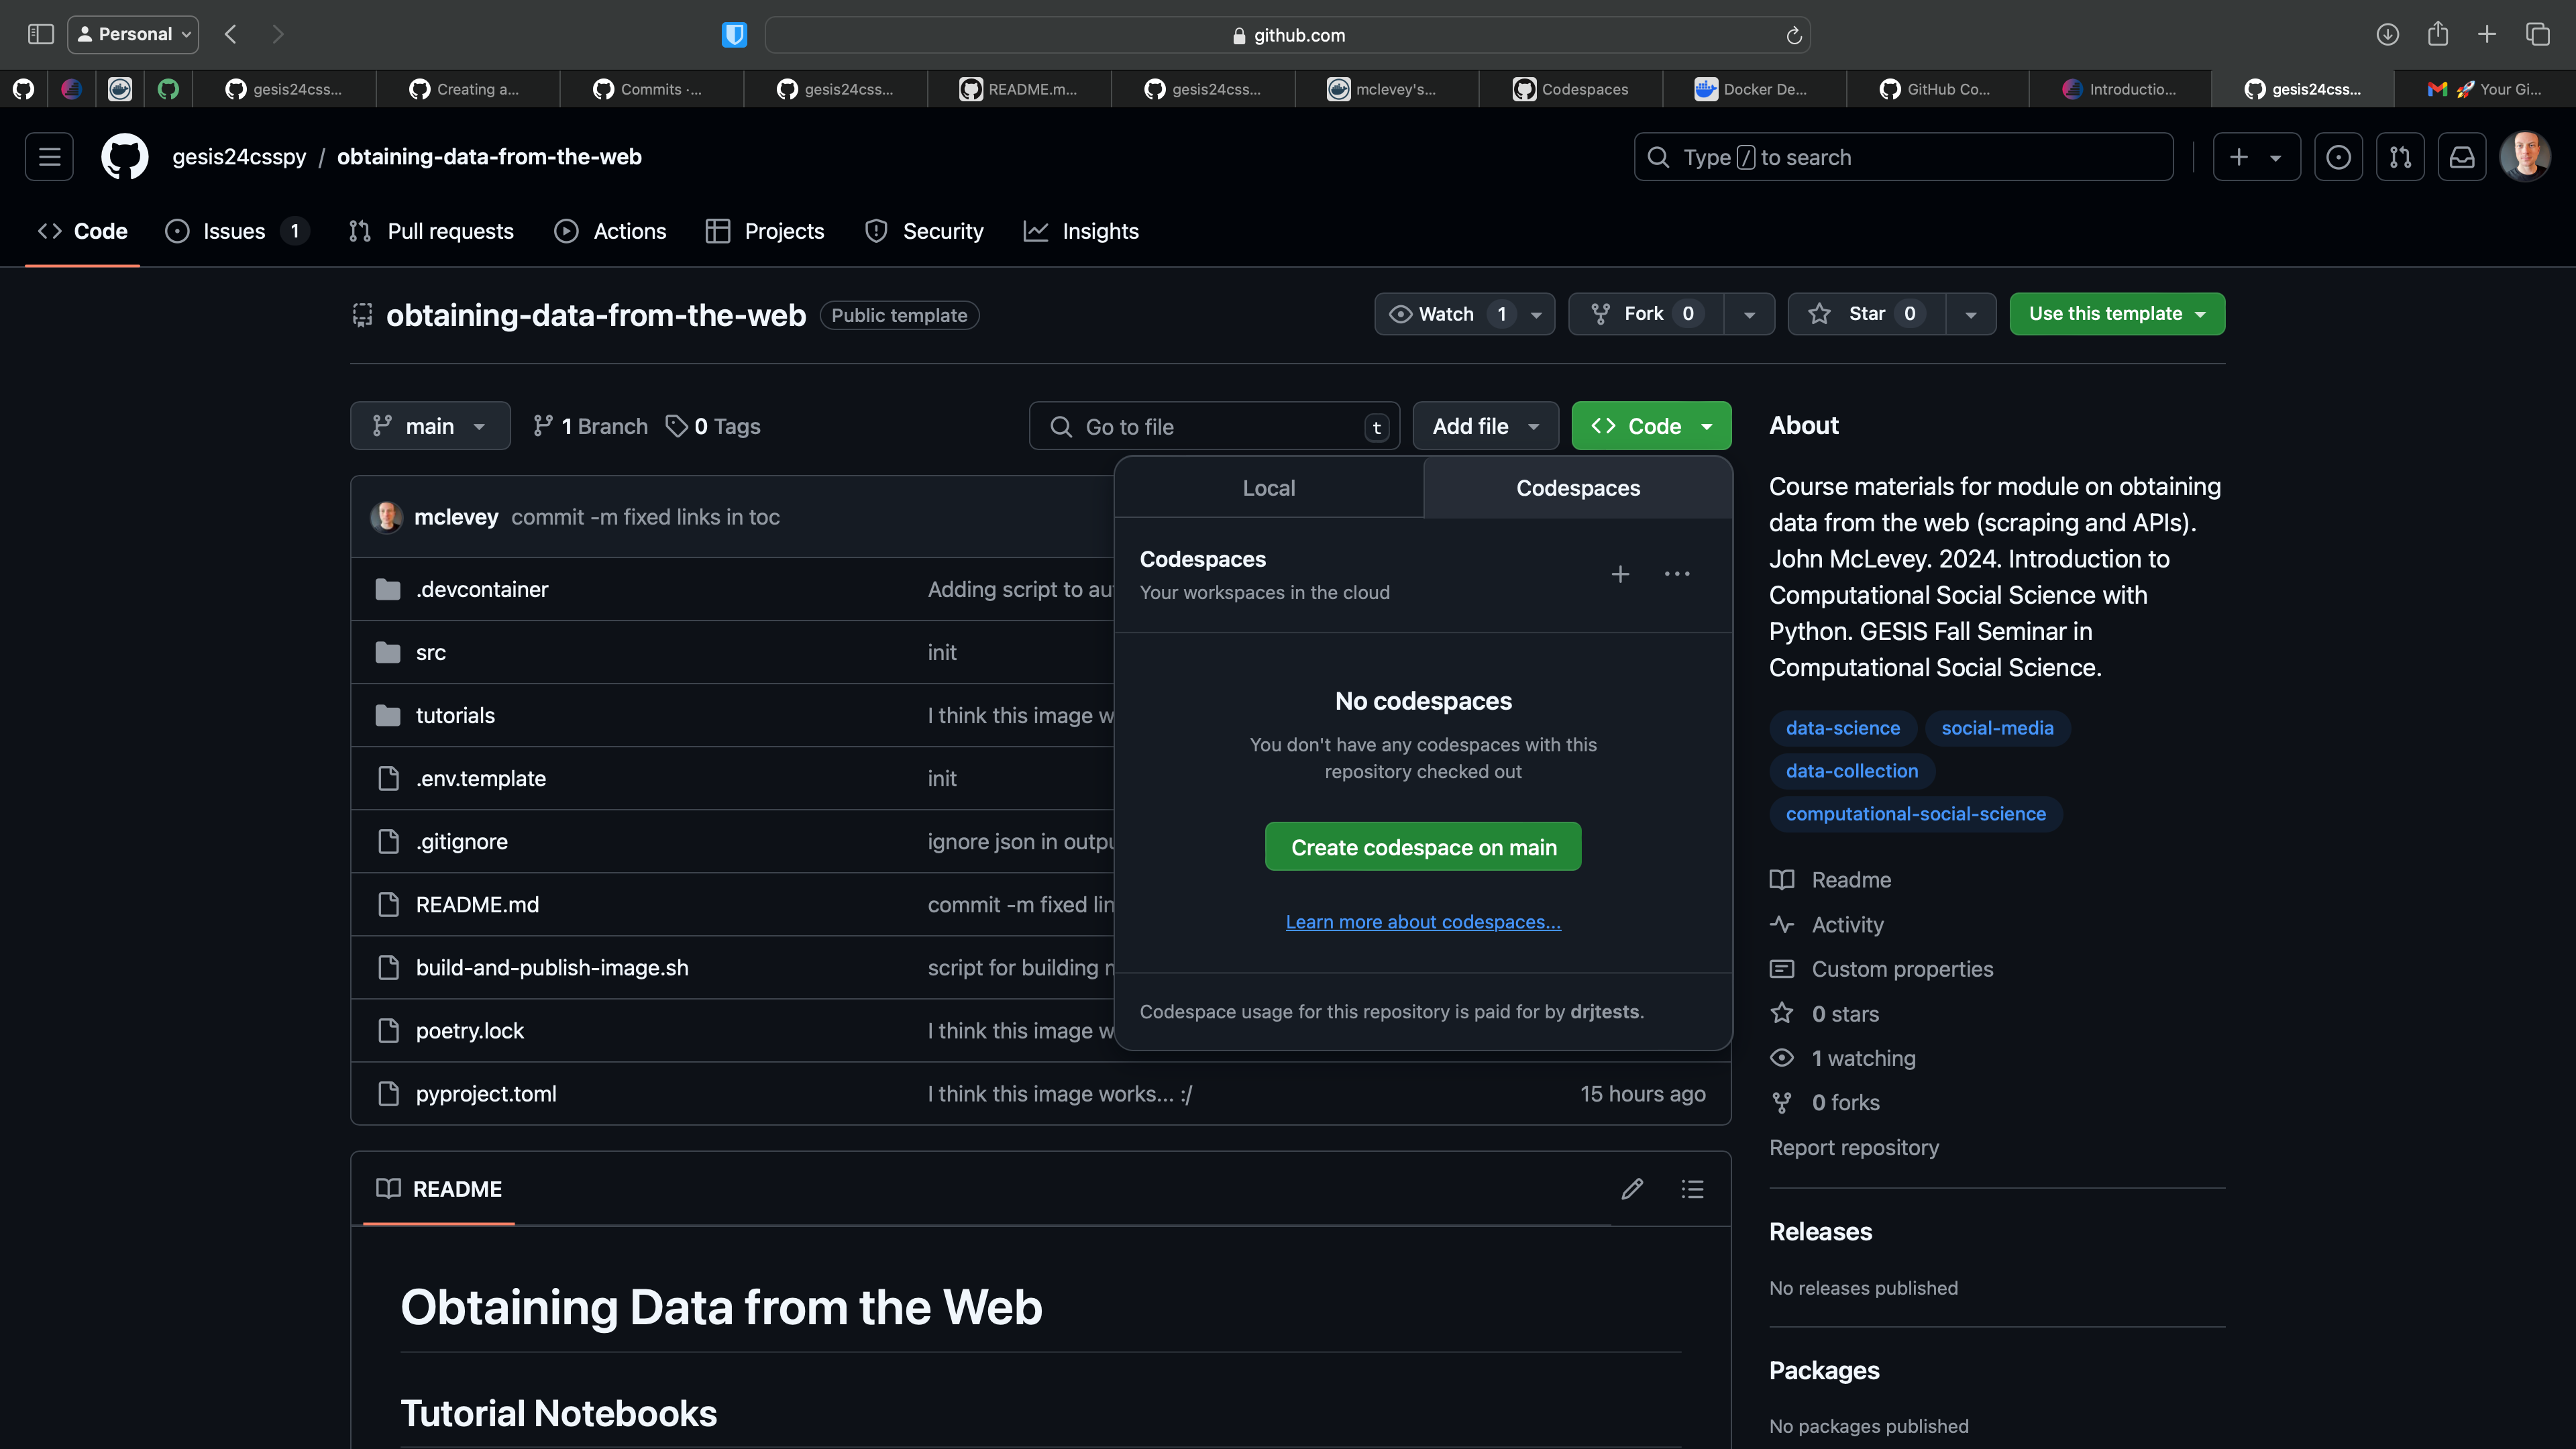 Personal
github.com
gesis24css...
Creating a...
Commits ·...
gesis24css...
README.m...
gesis24css...
mclevey's...
Codespaces
Docker De...
GitHub Co...
Introductio...
gesis24css...
🚀 Your Gi...
gesis24csspy / obtaining-data-from-the-web
Type / to search
Code
Issues 1
Pull requests
Actions
Projects
Security
Insights
obtaining-data-from-the-web
Public template
Watch 1
Fork 0
Star 0
Use this template
main
1 Branch
0 Tags
Go to file
t
Add file
Code
Local
Codespaces
Codespaces
Your workspaces in the cloud
No codespaces
You don't have any codespaces with this
repository checked out
Create codespace on main
Learn more about codespaces...
Codespace usage for this repository is paid for by drjtests.
mclevey commit -m fixed links in toc
.devcontainer Adding script to au
src init
tutorials I think this image w
.env.template init
.gitignore ignore json in outpu
README.md commit -m fixed lin
build-and-publish-image.sh script for building
poetry.lock I think this image w
pyproject.toml I think this image works... :/ 15 hours ago
README
Obtaining Data from the Web
Tutorial Notebooks
About
Course materials for module on obtaining
data from the web (scraping and APIs).
John McLevey. 2024. Introduction to
Computational Social Science with
Python. GESIS Fall Seminar in
Computational Social Science.
data-science social-media
data-collection
computational-social-science
Readme
Activity
Custom properties
0 stars
1 watching
0 forks
Report repository
Releases
No releases published
Packages
No packages published